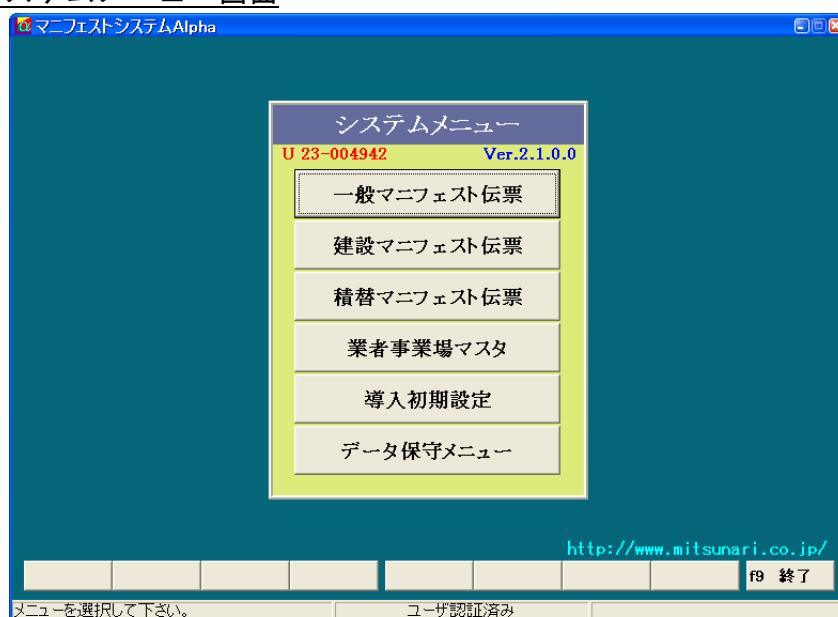 マニフェストシステムAlpha
システムメニュー
U 23-004942 Ver.2.1.0.0
一般マニフェスト伝票
建設マニフェスト伝票
積替マニフェスト伝票
業者事業場マスタ
導入初期設定
データ保守メニュー
http://www.mitsunari.co.jp/
f9 終了
メニューを選択して下さい。 ユーザ認証済み